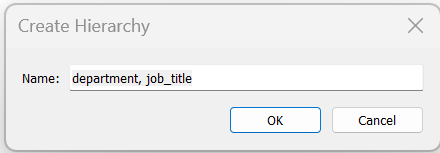 Create Hierarchy
Name: department, job_title
OK Cancel